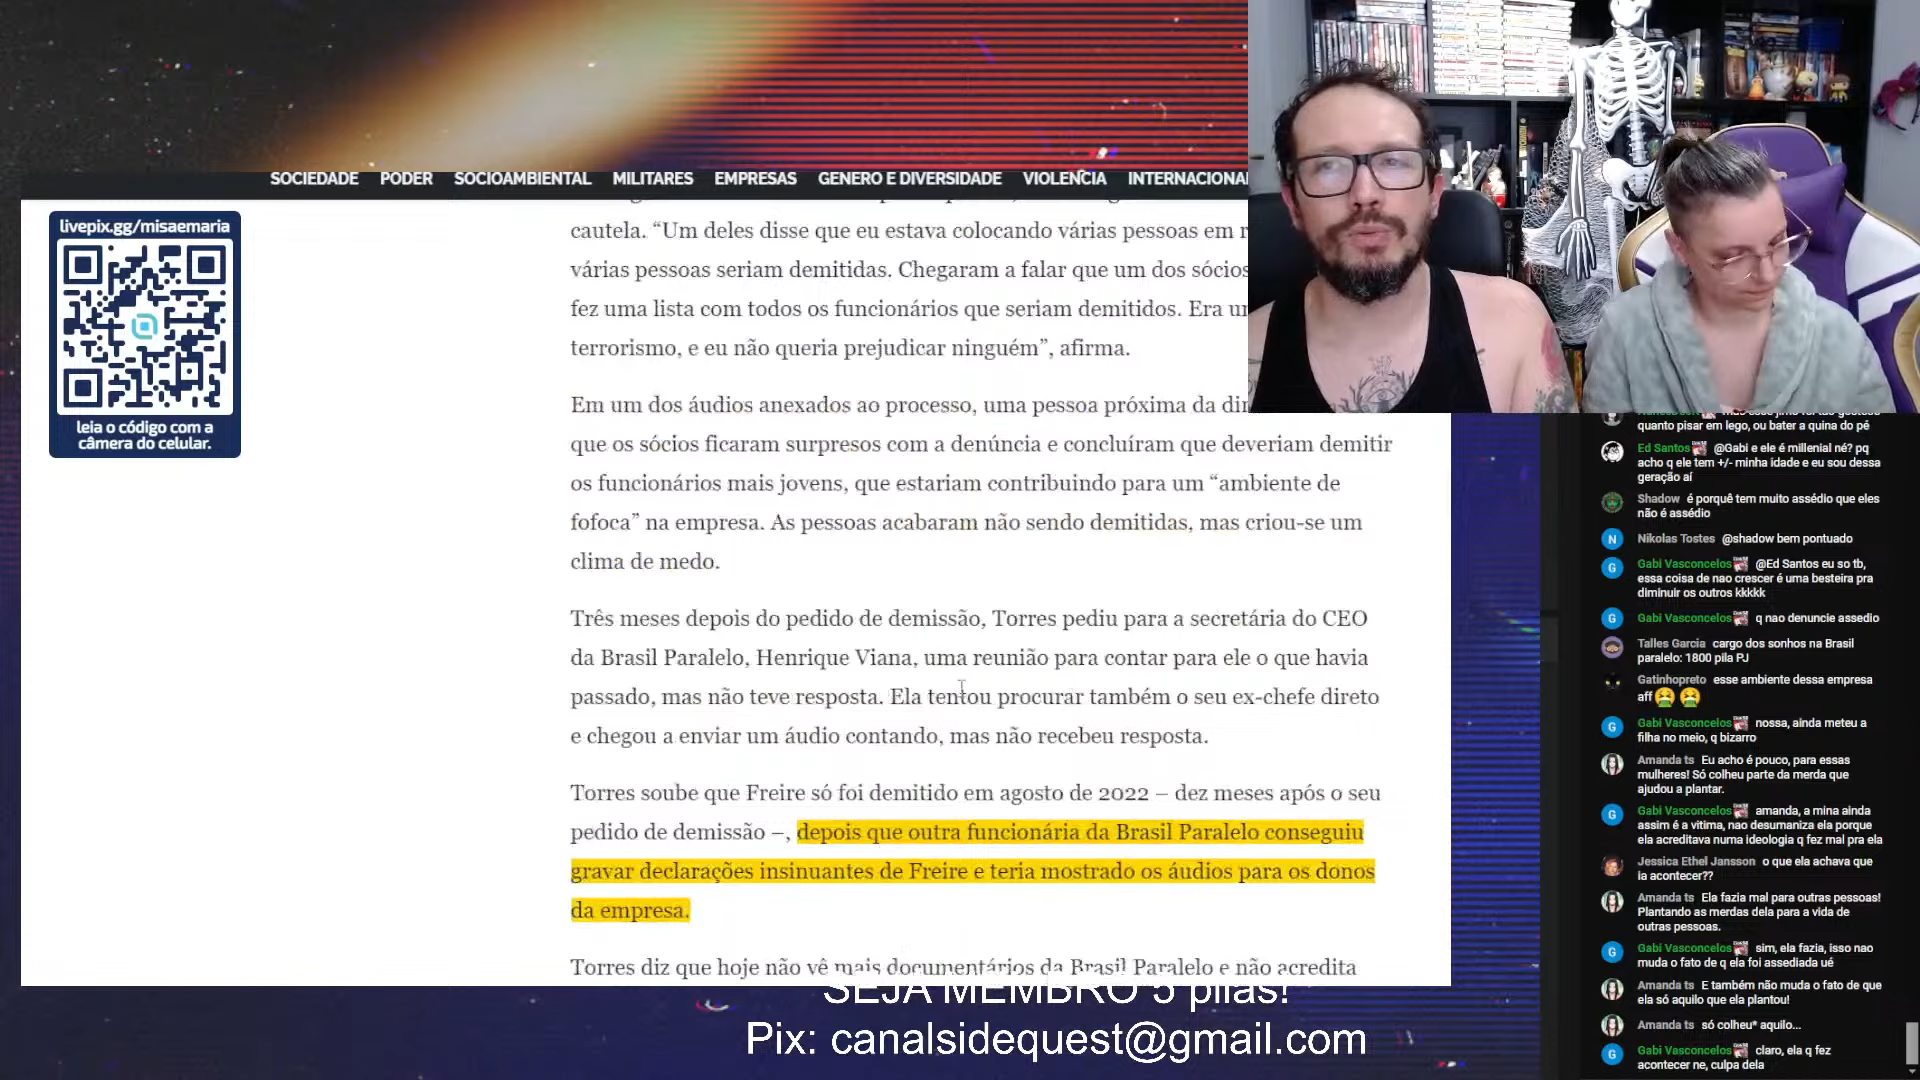 SOCIEDADE PODER SOCIOAMBIENTAL MILITARES EMPRESAS GENERO E DIVERSIDADE VIOLENCIA INTERNACIONA
livepix.gg/misaemaria
leia o código com a
câmera do celular.
cautela. “Um deles disse que eu estava colocando várias pessoas em
várias pessoas seriam demitidas. Chegaram a falar que um dos sócios
fez uma lista com todos os funcionários que seriam demitidos. Era
terrorismo, e eu não queria prejudicar ninguém”, afirma.
Em um dos áudios anexados ao processo, uma pessoa próxima da
que os sócios ficaram surpresos com a denúncia e concluíram que deveriam demitir
os funcionários mais jovens, que estariam contribuindo para um “ambiente de
fofoca” na empresa. As pessoas acabaram não sendo demitidas, mas criou-se um
clima de medo.
Três meses depois do pedido de demissão, Torres pediu para a secretária do CEO
da Brasil Paralelo, Henrique Viana, uma reunião para contar para ele o que havia
passado, mas não teve resposta. Ela tentou procurar também o seu ex-chefe direto
e chegou a enviar um áudio contando, mas não recebeu resposta.
Torres soube que Freire só foi demitido em agosto de 2022 – dez meses após o seu
pedido de demissão –, depois que outra funcionária da Brasil Paralelo conseguiu
gravar declarações insinuantes de Freire e teria mostrado os áudios para os donos
da empresa.
Torres diz que hoje não vê mais documentários da Brasil Paralelo e não acredita
SEJA MEMBRO 5 pilas!
Pix: canalsidequest@gmail.com
quanto pisar em lego, ou bater a quina do pé
Ed Santos @Gabi e ele é millenial né? pq
acho q ele tem +/- minha idade e eu sou dessa
geração aí
Shadow é porquê tem muito assédio que eles
não é assédio
N Nikolas Tostes @shadow bem pontuado
G Gabi Vasconcelos @Ed Santos eu so tb,
essa coisa de nao crescer é uma besteira pra
diminuir os outros kkkkk
G Gabi Vasconcelos q nao denuncie assedio
Talles Garcia cargo dos sonhos na Brasil
paralelo: 1800 pila PJ
Gatinhopreto esse ambiente dessa empresa
aff
G Gabi Vasconcelos nossa, ainda meteu a
filha no meio, q bizarro
Amanda ts Eu acho é pouco, para essas
mulheres! Só colheu parte da merda que
ajudou a plantar.
G Gabi Vasconcelos amanda, a mina ainda
assim é a vitima, nao desumaniza ela porque
ela acreditava numa ideologia q fez mal pra ela
Jessica Ethel Jansson o que ela achava que
ia acontecer??
Amanda ts Ela fazia mal para outras pessoas!
Plantando as merdas dela para a vida de
outras pessoas.
G Gabi Vasconcelos sim, ela fazia, isso nao
muda o fato de q ela foi assediada ué
Amanda ts E também não muda o fato de que
ela só aquilo que ela plantou!
Amanda ts só colheu* aquilo...
G Gabi Vasconcelos claro, ela q fez
acontecer ne, culpa dela